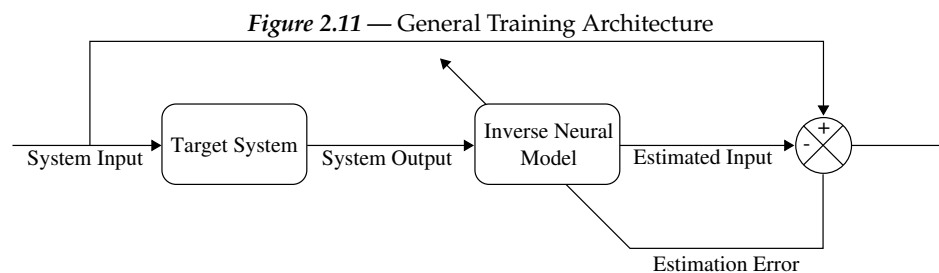 Figure 2.11 — General Training Architecture
+
Target System
Inverse Neural
Model
-
System Input
System Output
Estimated Input
Estimation Error